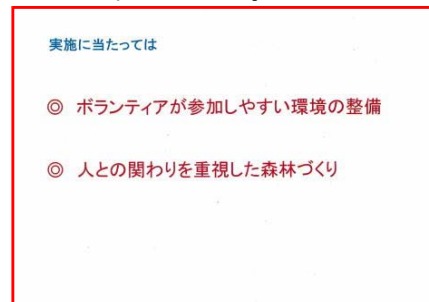 実施に当たっては
◎ ボランティアが参加しやすい環境の整備
◎ 人との関わりを重視した森林づくり